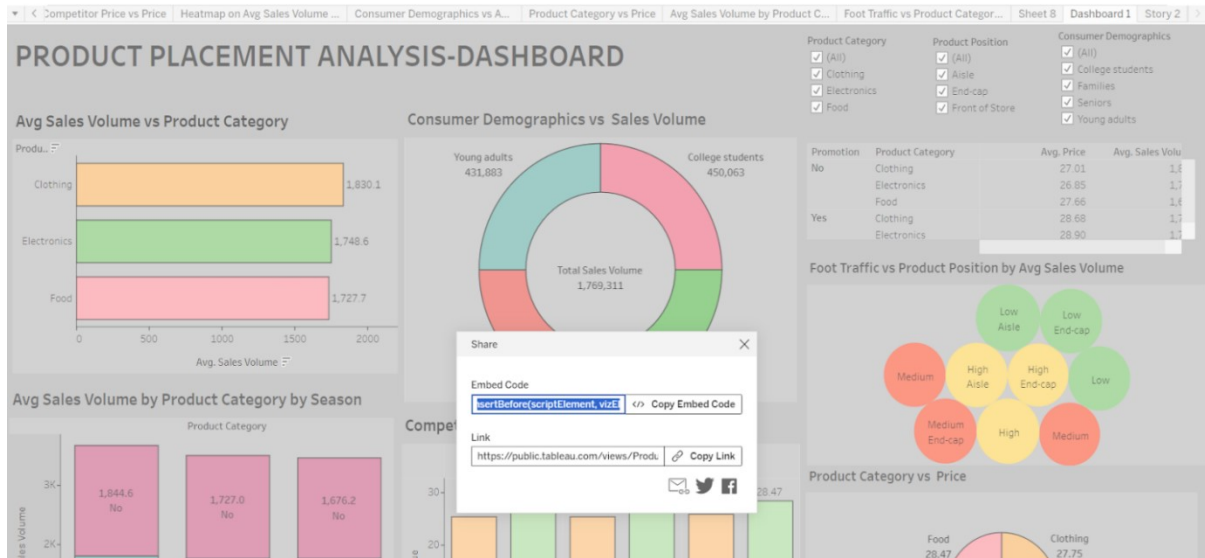 Competitor Price vs Price
Heatmap on Avg Sales Volume ...
Consumer Demographics vs A...
Product Category vs Price
Avg Sales Volume by Product C...
Foot Traffic vs Product Categor...
Sheet 8
Dashboard 1
Story 2
PRODUCT PLACEMENT ANALYSIS-DASHBOARD
Product Category
(All)
Clothing
Electronics
Food
Product Position
(All)
Aisle
End-cap
Front of Store
Consumer Demographics
(All)
College students
Families
Seniors
Young adults
Avg Sales Volume vs Product Category
Produ..
Clothing
1,830.1
Electronics
1,748.6
Food
1,727.7
0 500 1000 1500 2000
Avg. Sales Volume
Consumer Demographics vs Sales Volume
Young adults
431,883
College students
450,063
Total Sales Volume
1,769,311
Promotion Product Category Avg. Price Avg. Sales Volu
No Clothing 27.01
Electronics 26.85
Food 27.66
Yes Clothing 28.68
Electronics 28.90
Foot Traffic vs Product Position by Avg Sales Volume
Low
Aisle
Low
End-cap
Medium
High
Aisle
High
End-cap
Low
Medium
End-cap
High
Medium
Share
Embed Code
nsertBefore(scriptElement, vizEl
</> Copy Embed Code
Link
https://public.tableau.com/views/Produ
Copy Link
Avg Sales Volume by Product Category by Season
Product Category
3K
2K
les Volume
1,844.6
No
1,727.0
No
1,676.2
No
Compet
30
20
28.47
Product Category vs Price
Food
28.47
Clothing
27.75